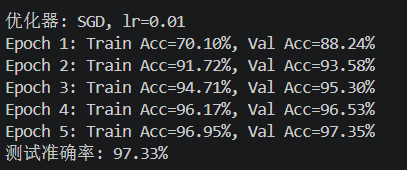 优化器: SGD, lr=0.01
Epoch 1: Train Acc=70.10%, Val Acc=88.24%
Epoch 2: Train Acc=91.72%, Val Acc=93.58%
Epoch 3: Train Acc=94.71%, Val Acc=95.30%
Epoch 4: Train Acc=96.17%, Val Acc=96.53%
Epoch 5: Train Acc=96.95%, Val Acc=97.35%
测试准确率: 97.33%